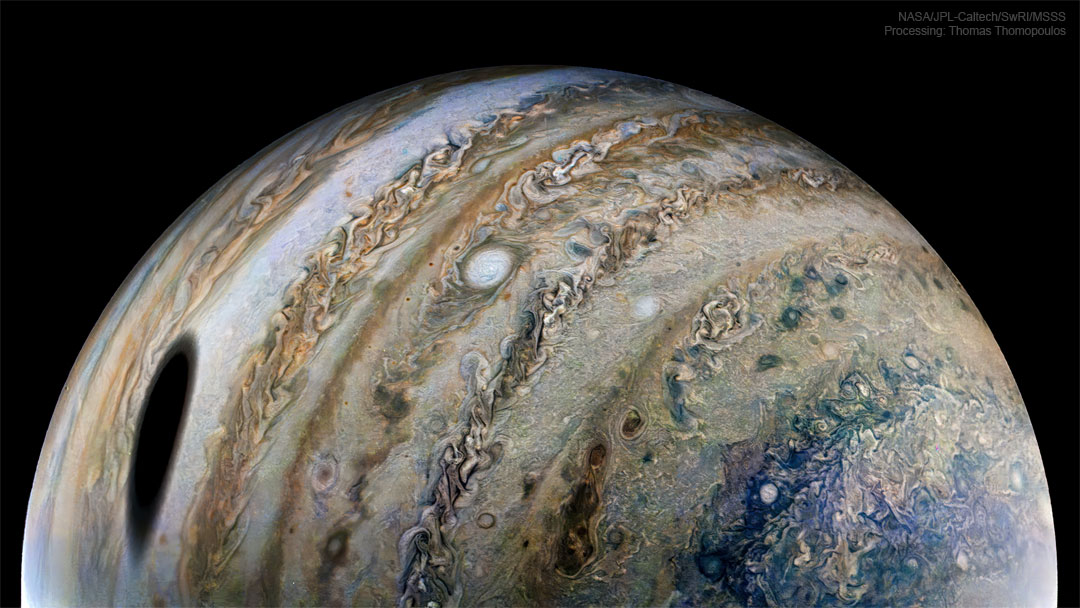 NASA/JPL-Caltech/SwRI/MSSS
Processing: Thomas Thomopoulos